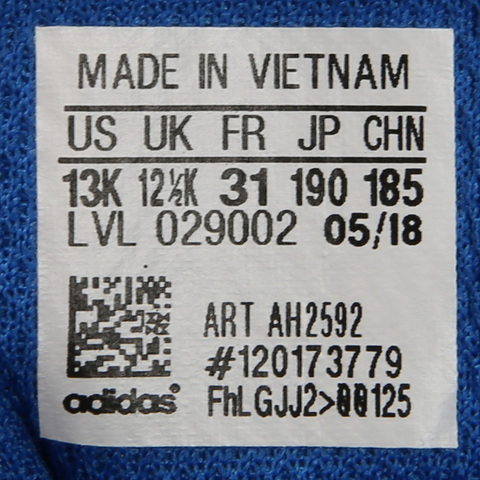 MADE IN VIETNAM
US UK FR JP CHN
13K 12½K 31 190 185
LVL 029002 05/18
ART AH2592
#120173779
adidas® FhLGJJ2>00125